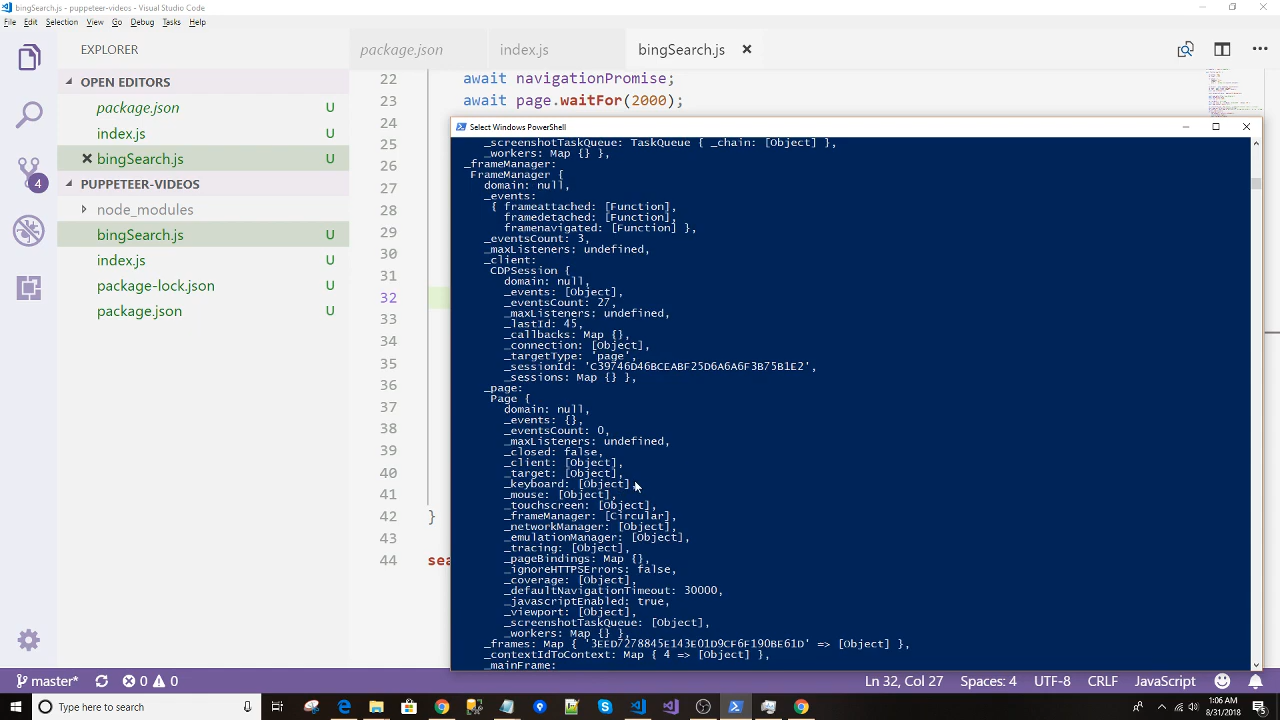 bingSearch.js - puppeteer-videos - Visual Studio Code
File Edit Selection View Go Debug Tasks Help
EXPLORER
OPEN EDITORS
package.json U
index.js U
bingSearch.js U
PUPPETEER-VIDEOS
node_modules
bingSearch.js U
index.js U
package-lock.json U
package.json U
4
package.json
index.js
bingSearch.js
22 await navigationPromise;
23 await page.waitFor(2000);
24
25
26
27
28
29
30
31
32
33
34
35
36
37
38
39
40
41
42 }
43
44 sea
Select Windows PowerShell
_screenshotTaskQueue: TaskQueue { _chain: [Object] },
_workers: Map {} },
_frameManager:
FrameManager {
domain: null,
_events:
{ frameattached: [Function],
framedetached: [Function],
framenavigated: [Function] },
_eventsCount: 3,
_maxListeners: undefined,
_client:
CDPSession {
domain: null,
_events: [Object],
_eventsCount: 27,
_maxListeners: undefined,
_lastId: 45,
_callbacks: Map {},
_connection: [Object],
_targetType: 'page',
_sessionId: 'C39746D46BCEABF25D6A6A6F3B75B1E2',
_sessions: Map {} },
_page:
Page {
domain: null,
_events: {},
_eventsCount: 0,
_maxListeners: undefined,
_closed: false,
_client: [Object],
_target: [Object],
_keyboard: [Object],
_mouse: [Object],
_touchscreen: [Object],
_frameManager: [Circular],
_networkManager: [Object],
_emulationManager: [Object],
_tracing: [Object],
_pageBindings: Map {},
_ignoreHTTPSErrors: false,
_coverage: [Object],
_defaultNavigationTimeout: 30000,
_javascriptEnabled: true,
_viewport: [Object],
_screenshotTaskQueue: [Object],
_workers: Map {} },
_frames: Map { '3EED7278845E143E01D9CF6F190BE61D' => [Object] },
_contextIdToContext: Map { 4 => [Object] },
_mainFrame:
master* 0 0 Ln 32, Col 27 Spaces: 4 UTF-8 CRLF JavaScript
Type here to search
1:06 AM
8/31/2018